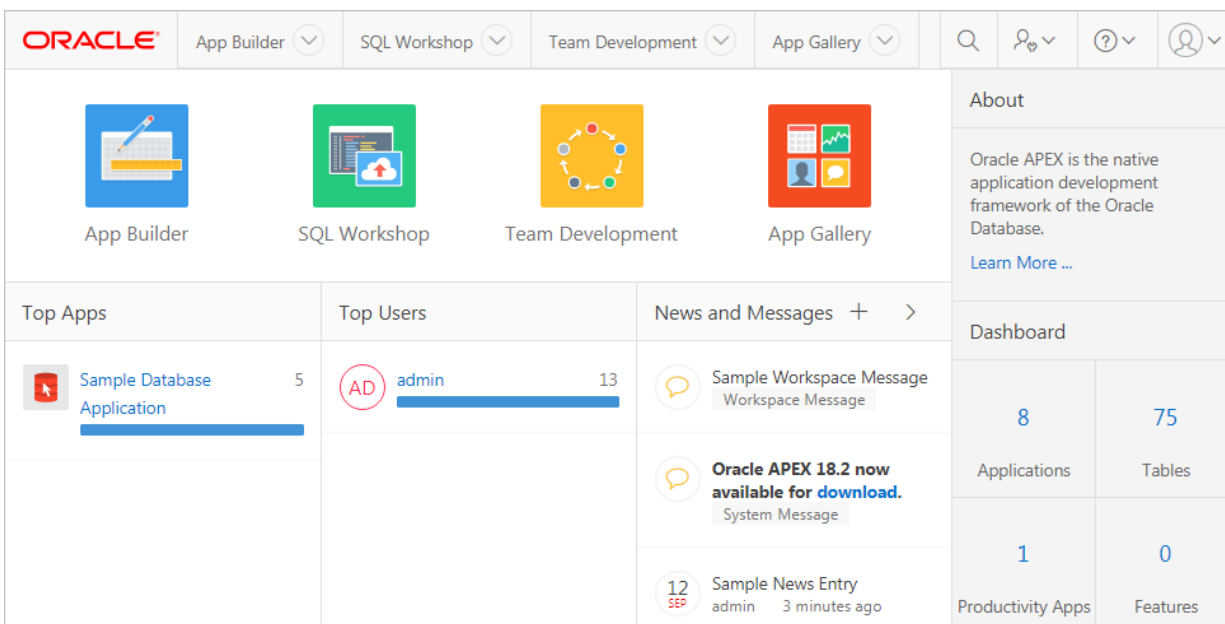 ORACLE
App Builder
SQL Workshop
Team Development
App Gallery
App Builder
SQL Workshop
Team Development
App Gallery
Top Apps
Sample Database
Application
5
Top Users
AD
admin
13
News and Messages
Sample Workspace Message
Workspace Message
Oracle APEX 18.2 now
available for download.
System Message
12
SEP
Sample News Entry
admin 3 minutes ago
About
Oracle APEX is the native
application development
framework of the Oracle
Database.
Learn More ...
Dashboard
8
Applications
75
Tables
1
Productivity Apps
0
Features